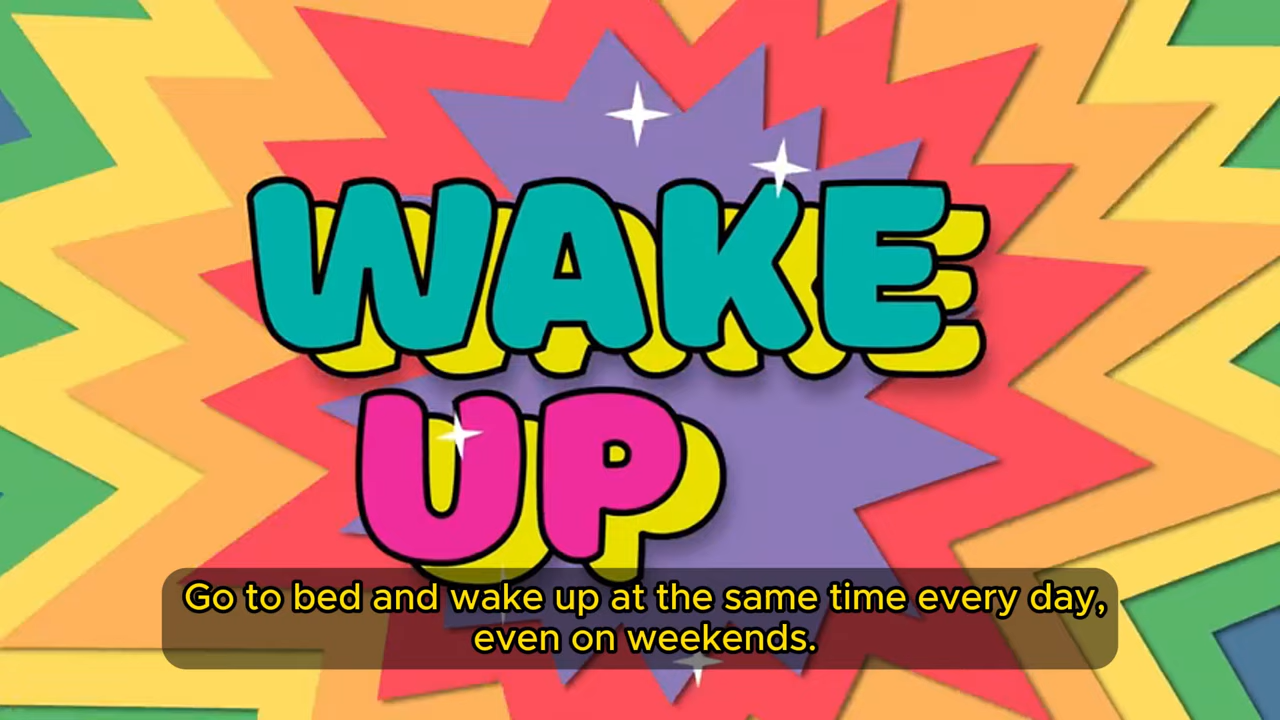 WAKE
UP
Go to bed and wake up at the same time every day,
even on weekends.